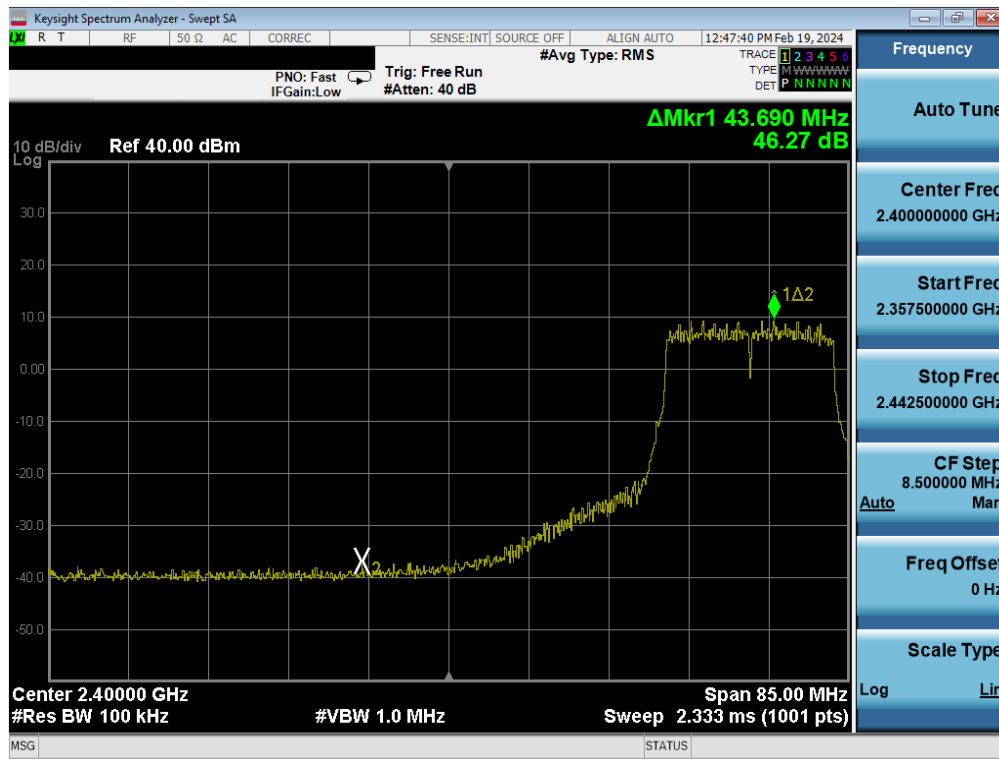 Keysight Spectrum Analyzer - Swept SA
LXI R T RF 50 Ω AC CORREC SENSE:INT SOURCE OFF ALIGN AUTO 12:47:40 PM Feb 19, 2024
#Avg Type: RMS
TRACE 1 2 3 4 5 6
PNO: Fast Trig: Free Run
TYPE M WWWWW
IFGain:Low #Atten: 40 dB
DET P N N N N N
ΔMkr1 43.690 MHz
46.27 dB
10 dB/div Ref 40.00 dBm
Log
30.0
20.0
10.0
0.00
-10.0
-20.0
-30.0
-40.0
-50.0
1Δ2
X2
Center 2.40000 GHz Span 85.00 MHz
#Res BW 100 kHz #VBW 1.0 MHz Sweep 2.333 ms (1001 pts)
MSG STATUS
Frequency
Auto Tune
Center Freq
2.400000000 GHz
Start Freq
2.357500000 GHz
Stop Freq
2.442500000 GHz
CF Step
8.500000 MHz
Auto Man
Freq Offset
0 Hz
Scale Type
Log Lin